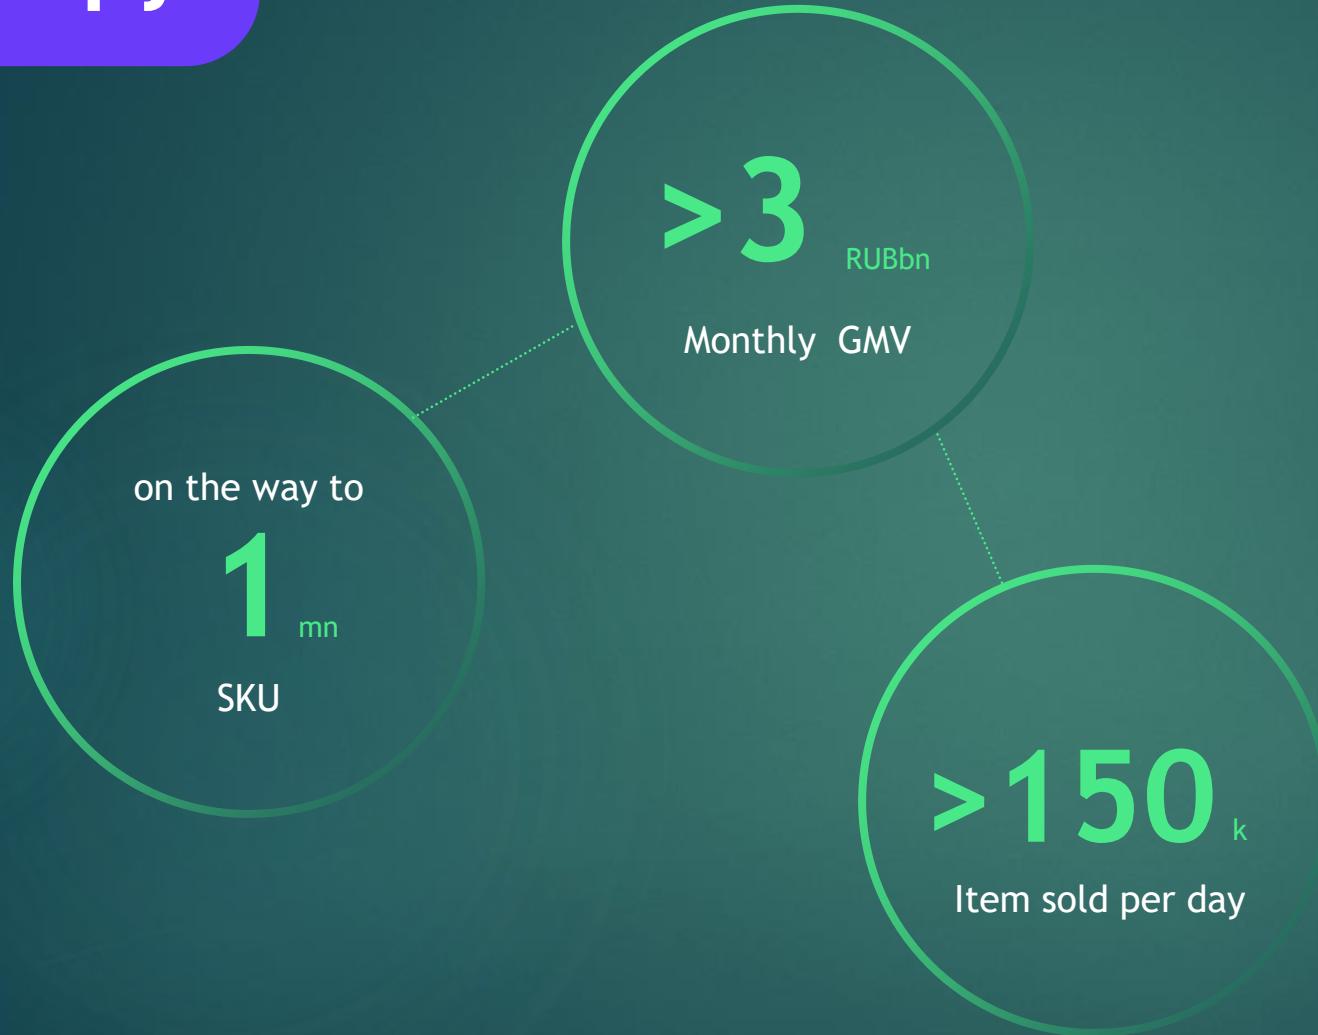 >3 RUBbn
Monthly GMV
on the way to
1 mn
SKU
>150 k
Item sold per day